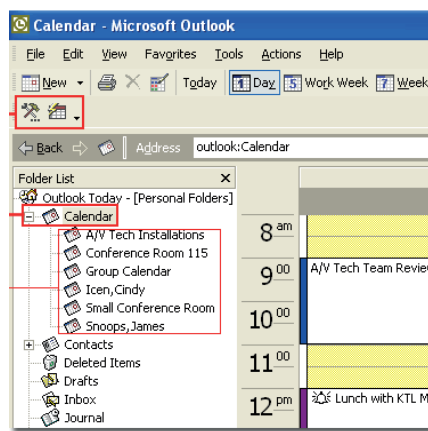 Calendar - Microsoft Outlook
File Edit View Favorites Tools Actions Help
New Today 1 Day 5 Work Week 7 Week
Back Address outlook:Calendar
Folder List x
Outlook Today - [Personal Folders]
Calendar
A/V Tech Installations
Conference Room 115
Group Calendar
Icen,Cindy
Small Conference Room
Snoops,James
Contacts
Deleted Items
Drafts
Inbox
Journal
8 am
9 00 A/V Tech Team Review
10 00
11 00
12 pm Lunch with KTL M